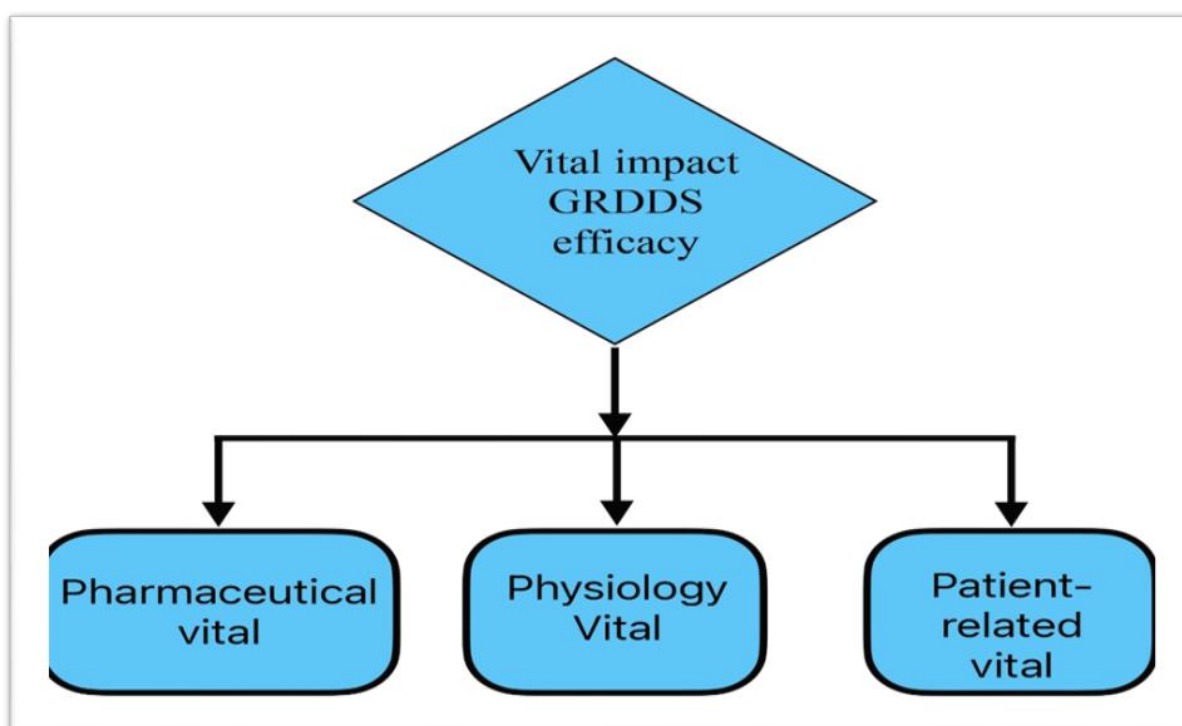 Vital impact
GRDDS
efficacy
Pharmaceutical
vital
Physiology
Vital
Patient-
related
vital